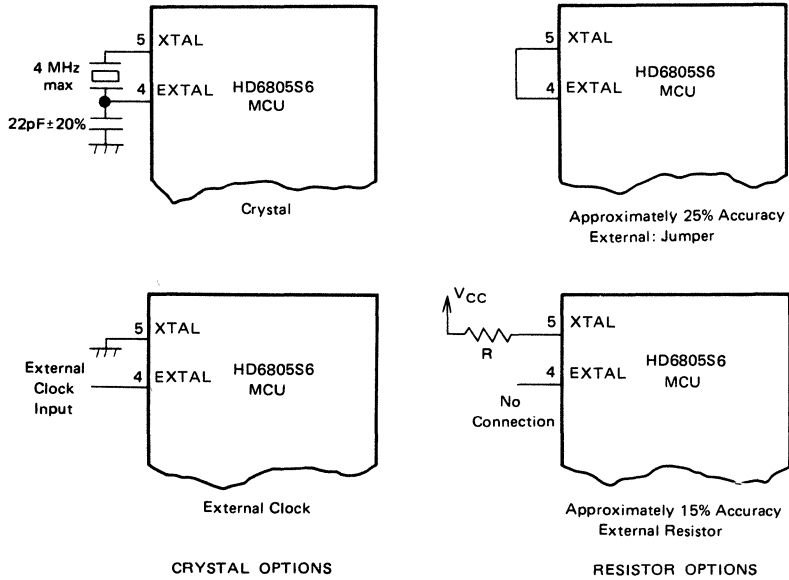 5 XTAL
4 MHz
max
4 EXTAL
HD6805S6
MCU
22pF±20%
Crystal
5 XTAL
4 EXTAL
HD6805S6
MCU
Approximately 25% Accuracy
External: Jumper
5 XTAL
External
Clock
Input
4 EXTAL
HD6805S6
MCU
External Clock
CRYSTAL OPTIONS
VCC
R
5 XTAL
4 EXTAL
HD6805S6
MCU
No
Connection
Approximately 15% Accuracy
External Resistor
RESISTOR OPTIONS